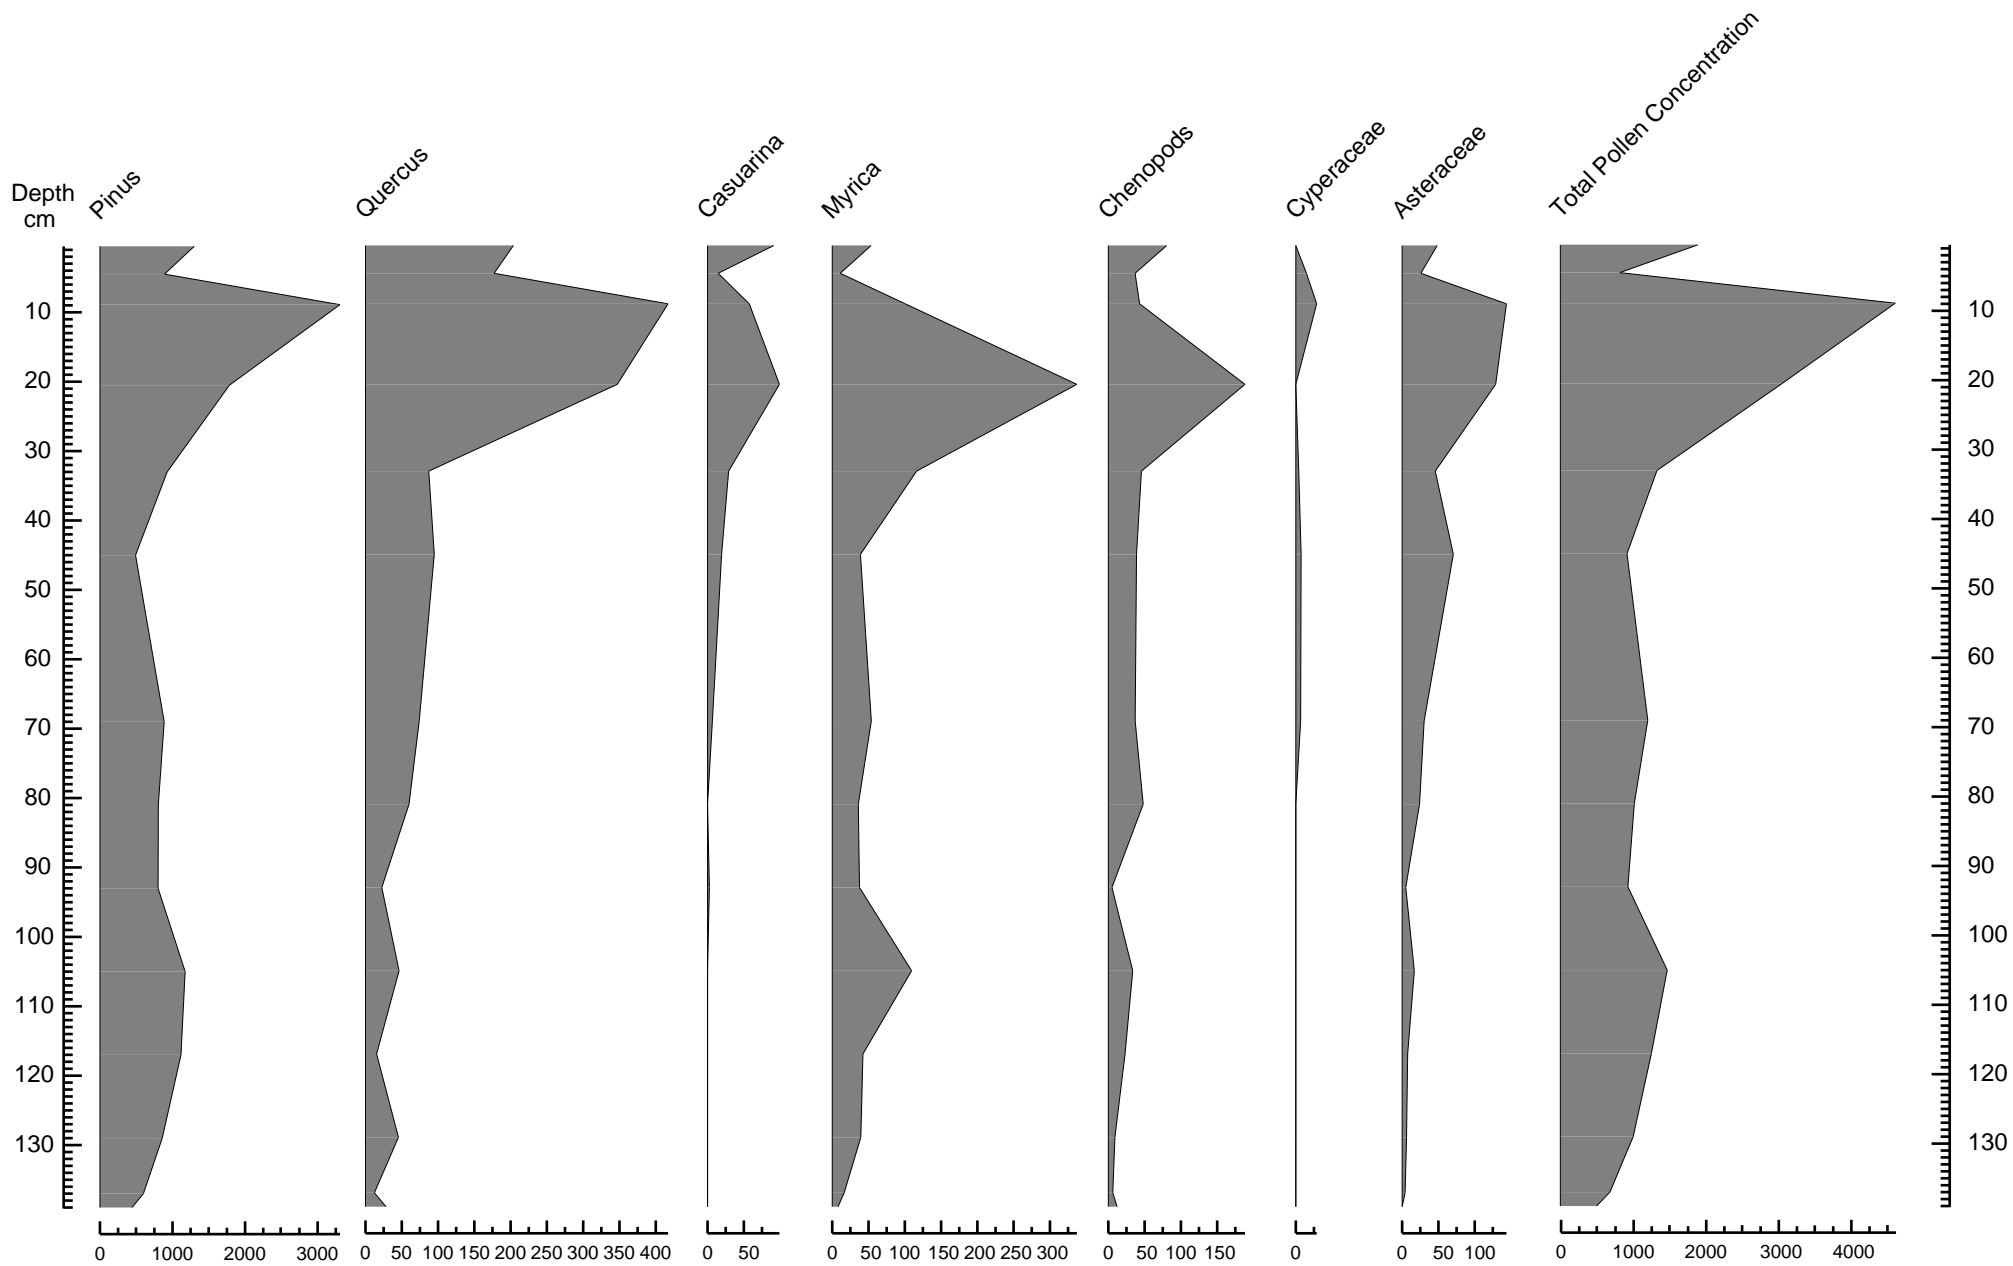 Depth
cm
Pinus
Quercus
Casuarina
Myrica
Chenopods
Cyperaceae
Asteraceae
Total Pollen Concentration
10 10
20 20
30 30
40 40
50 50
60 60
70 70
80 80
90 90
100 100
110 110
120 120
130 130
0 1000 2000 3000 0 50 100 150 200 250 300 350 400 0 50 0 50 100 150 200 250 300 0 50 100 150 0 0 50 100 0 1000 2000 3000 4000